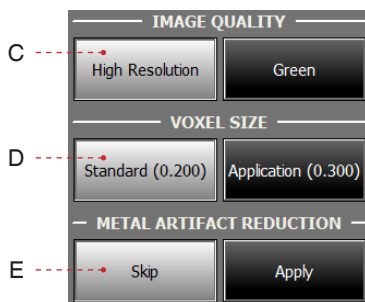 IMAGE QUALITY
C High Resolution Green
VOXEL SIZE
D Standard (0.200) Application (0.300)
METAL ARTIFACT REDUCTION
E Skip Apply